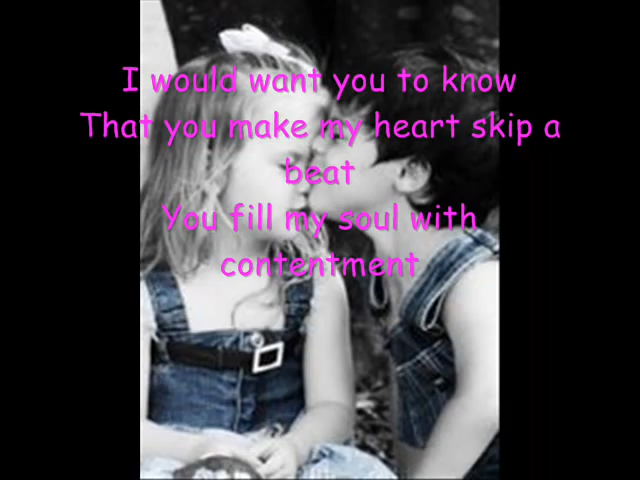 I would want you to know
That you make my heart skip a
beat
You fill my soul with
contentment